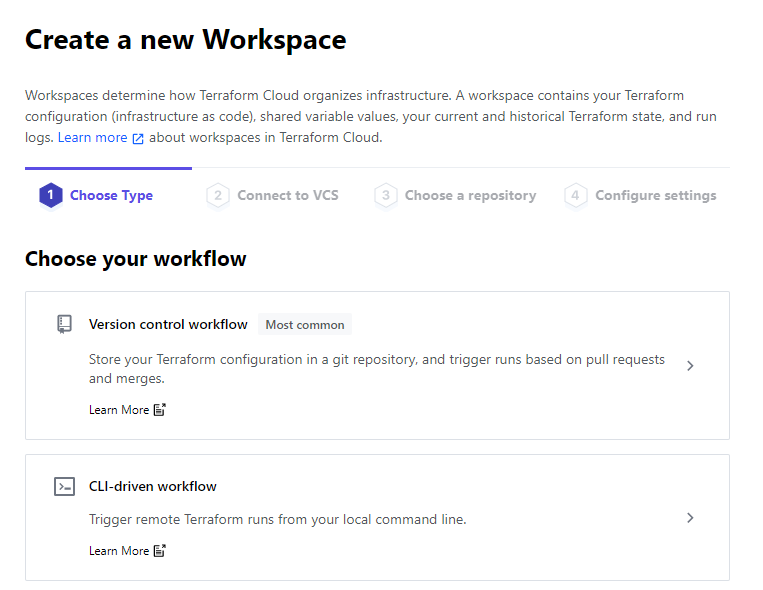 Create a new Workspace
Workspaces determine how Terraform Cloud organizes infrastructure. A workspace contains your Terraform
configuration (infrastructure as code), shared variable values, your current and historical Terraform state, and run
logs. Learn more about workspaces in Terraform Cloud.
1 Choose Type 2 Connect to VCS 3 Choose a repository 4 Configure settings
Choose your workflow
Version control workflow Most common
Store your Terraform configuration in a git repository, and trigger runs based on pull requests
and merges.
Learn More
CLI-driven workflow
Trigger remote Terraform runs from your local command line.
Learn More